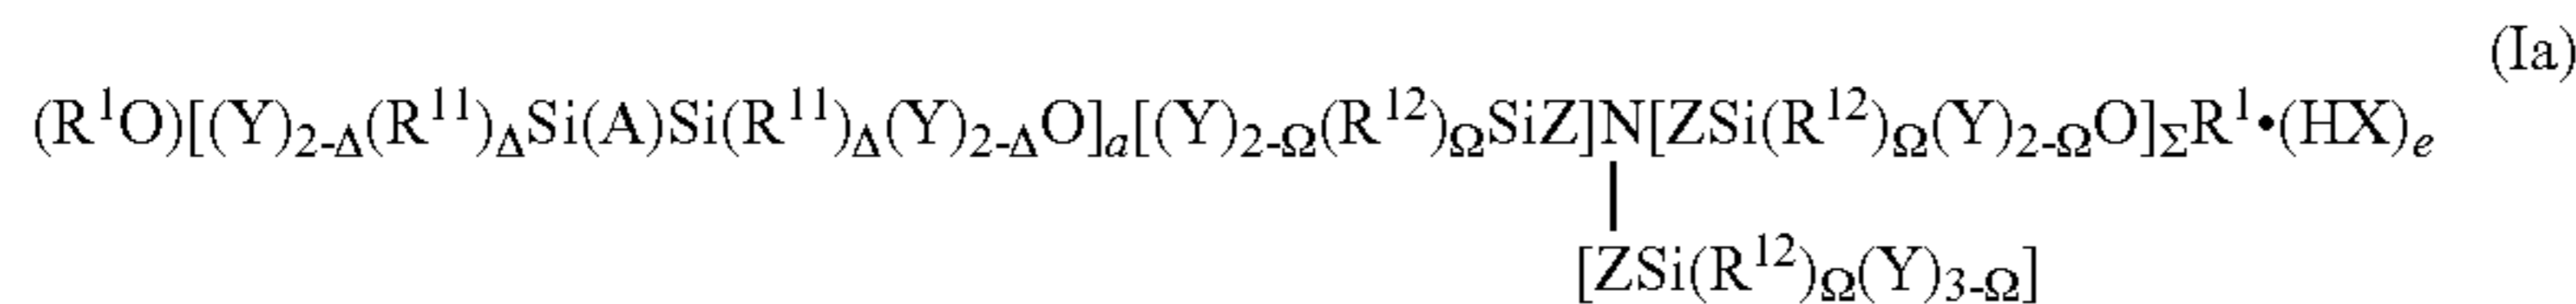 (Ia)
(R¹O)[(Y)₂₋Δ(R¹¹)ΔSi(A)Si(R¹¹)Δ(Y)₂₋ΔO]ₐ[(Y)₂₋Ω(R¹²)ΩSiZ]N[ZSi(R¹²)Ω(Y)₂₋ΩO]ΣR¹•(HX)ₑ
[ZSi(R¹²)Ω(Y)₃₋Ω]